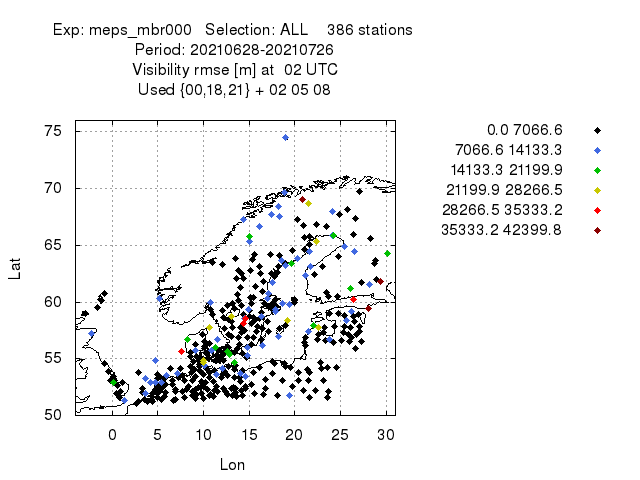 Exp: meps_mbr000 Selection: ALL 386 stations
Period: 20210628-20210726
Visibility rmse [m] at 02 UTC
Used {00,18,21} + 02 05 08
75
70
65
60
55
50
Lat
0 5 10 15 20 25 30
Lon
0.0 7066.6
7066.6 14133.3
14133.3 21199.9
21199.9 28266.5
28266.5 35333.2
35333.2 42399.8